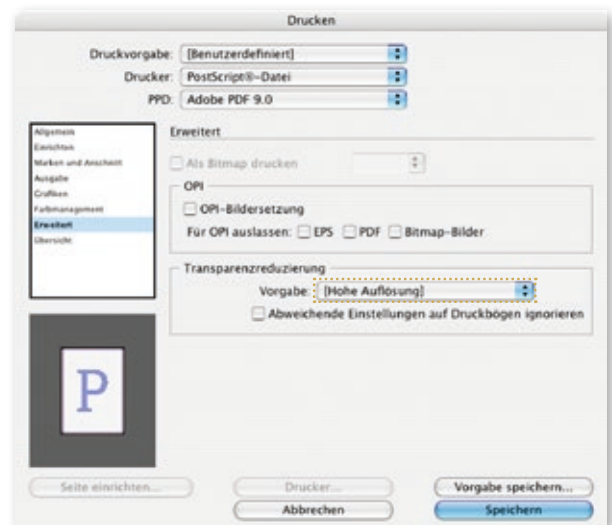 Drucken
Druckvorgabe: [Benutzerdefiniert]
Drucker: PostScript®-Datei
PPD: Adobe PDF 9.0
Allgemein
Einrichten
Marken und Anschnitt
Ausgabe
Grafiken
Farbmanagement
Erweitert
Übersicht
Erweitert
Als Bitmap drucken
OPI
OPI-Bildersetzung
Für OPI auslassen: EPS PDF Bitmap-Bilder
Transparenzreduzierung
Vorgabe: [Hohe Auflösung]
Abweichende Einstellungen auf Druckbögen ignorieren
P
Seite einrichten... Drucker... Vorgabe speichern...
Abbrechen Speichern